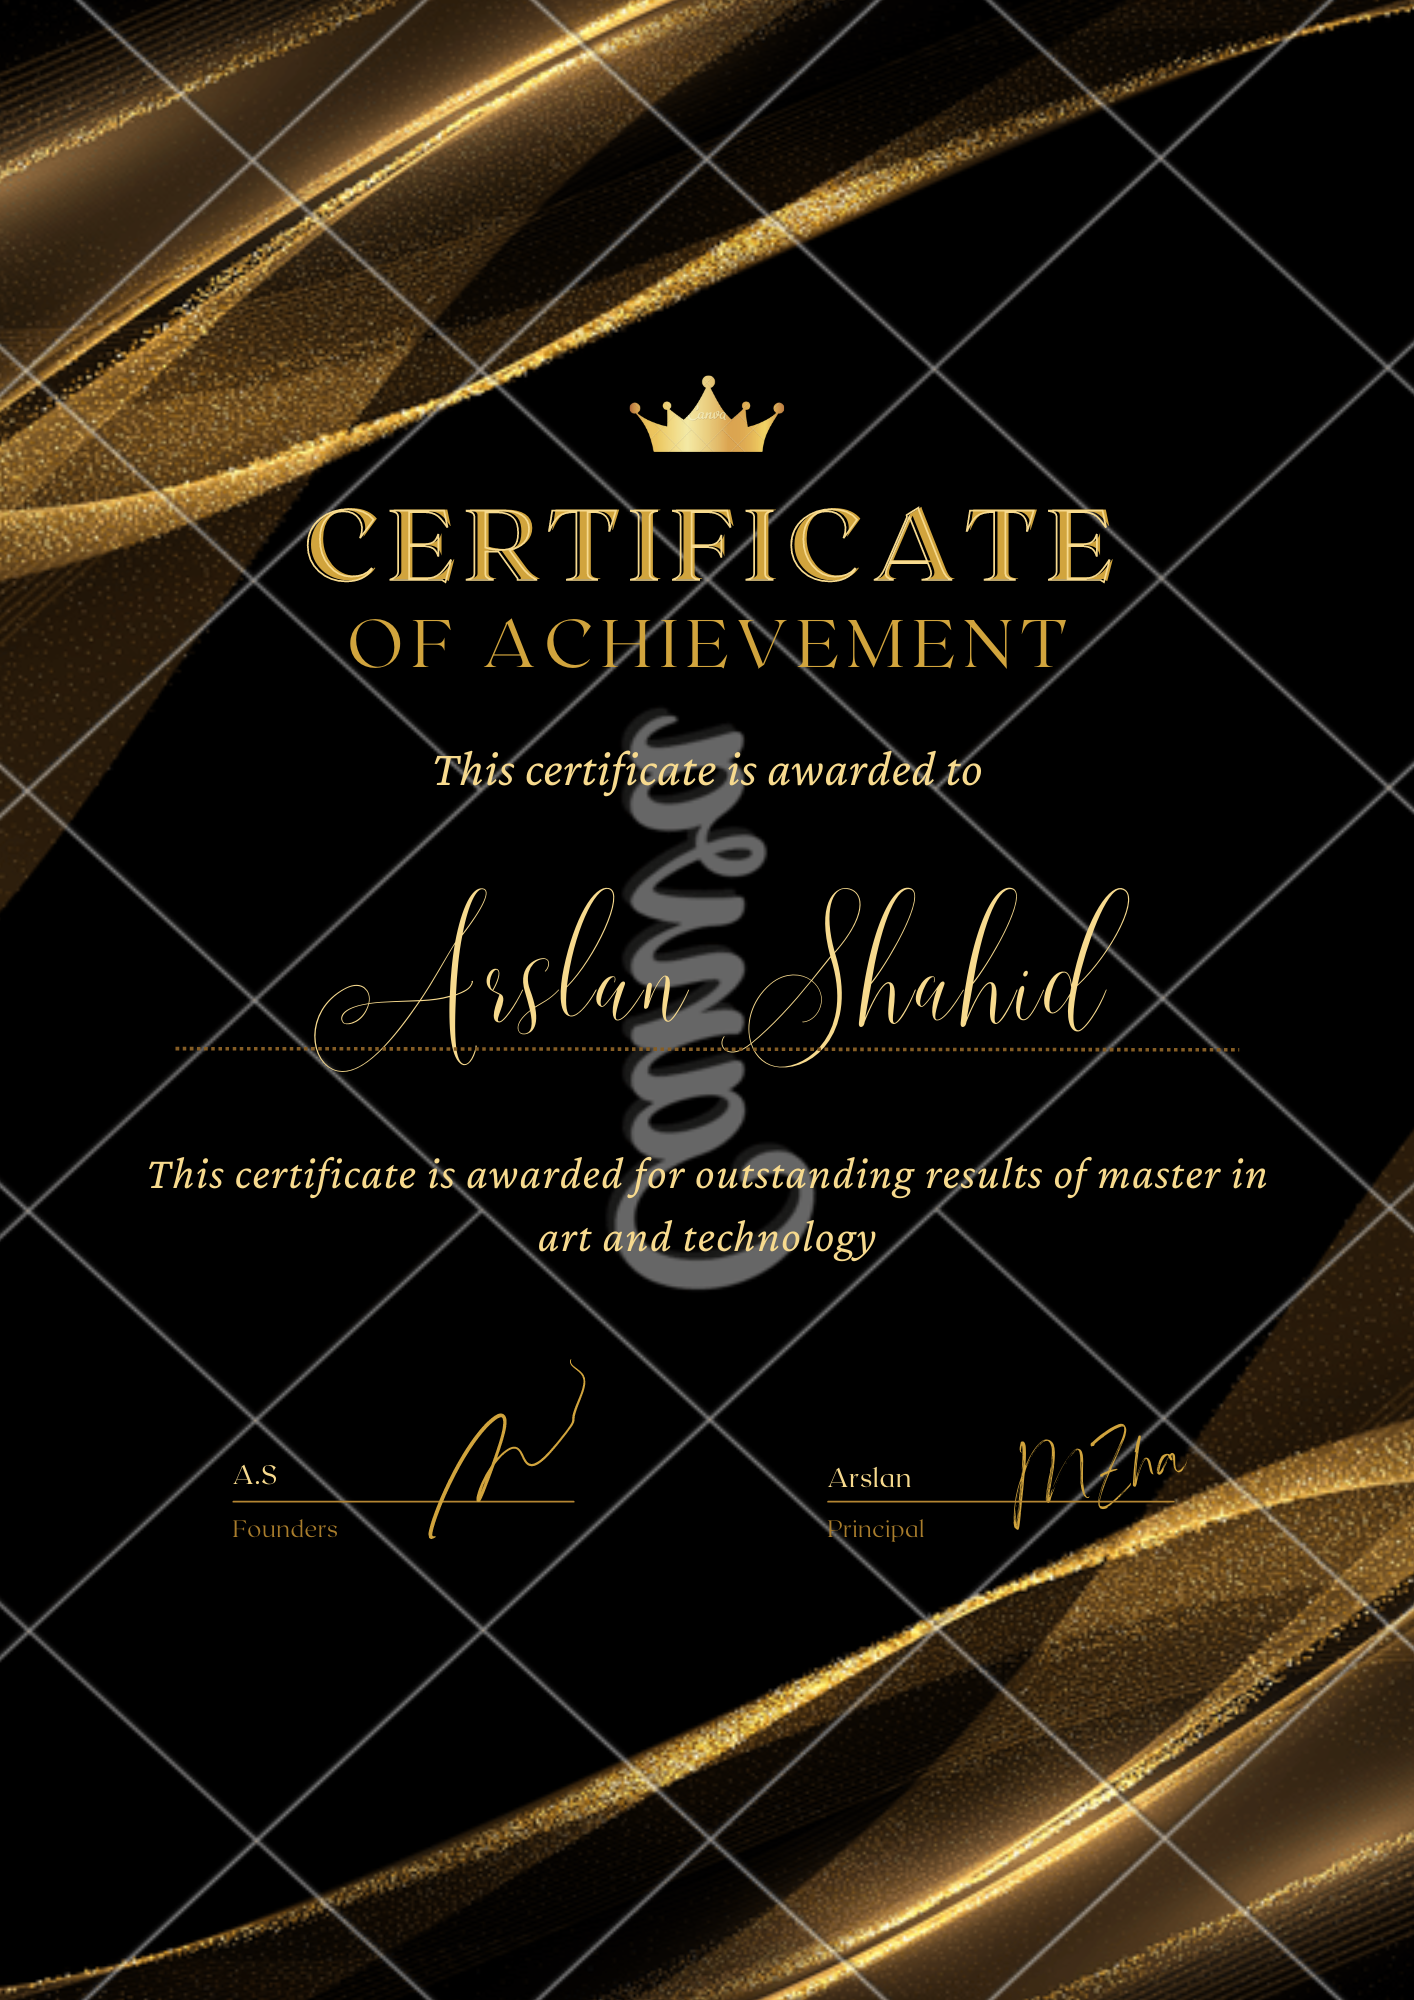 CERTIFICATE
OF ACHIEVEMENT
This certificate is awarded to
Arslan Shahid
This certificate is awarded for outstanding results of master in
art and technology
A.S
Founders
Arslan
Principal
MZha
Canva